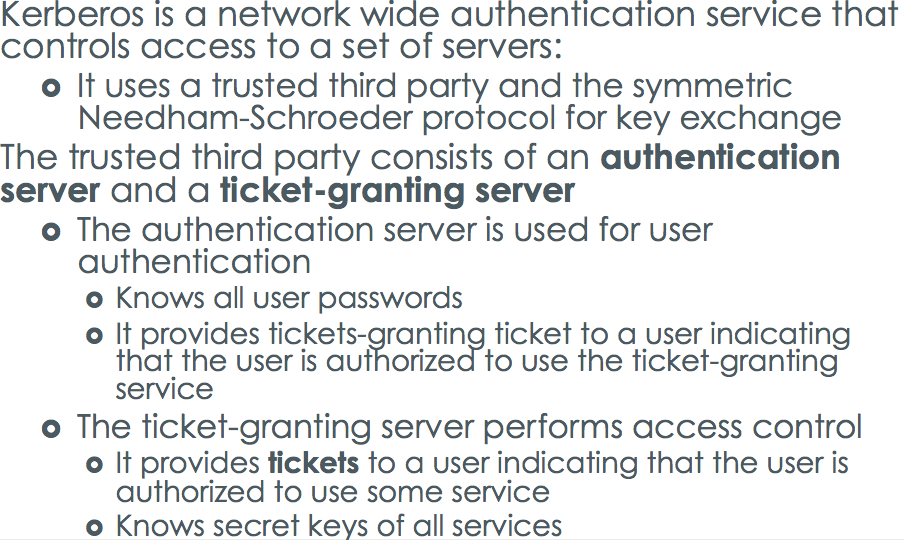 Kerberos is a network wide authentication service that
controls access to a set of servers:
It uses a trusted third party and the symmetric
Needham-Schroeder protocol for key exchange
The trusted third party consists of an authentication
server and a ticket-granting server
The authentication server is used for user
authentication
Knows all user passwords
It provides tickets-granting ticket to a user indicating
that the user is authorized to use the ticket-granting
service
The ticket-granting server performs access control
It provides tickets to a user indicating that the user is
authorized to use some service
Knows secret keys of all services